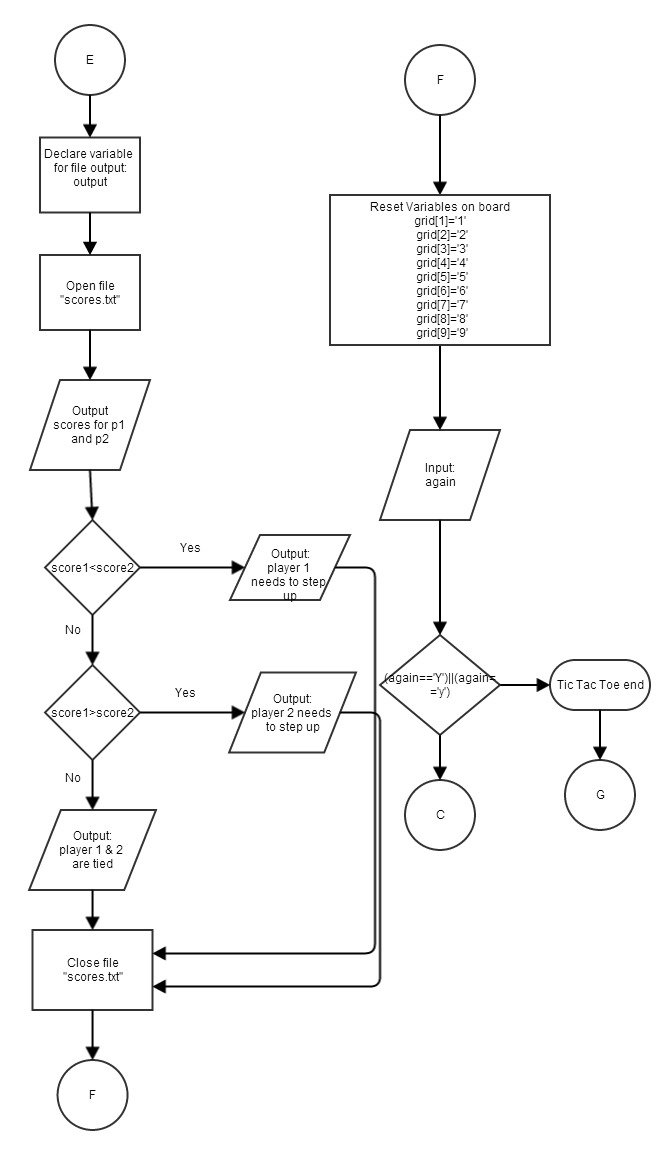 E
Declare variable
for file output:
output
Open file
"scores.txt"
Output
scores for p1
and p2
score1<score2
Yes
Output:
player 1
needs to step
up
No
score1>score2
Yes
Output:
player 2 needs
to step up
No
Output:
player 1 & 2
are tied
Close file
"scores.txt"
F
F
Reset Variables on board
grid[1]='1'
grid[2]='2'
grid[3]='3'
grid[4]='4'
grid[5]='5'
grid[6]='6'
grid[7]='7'
grid[8]='8'
grid[9]='9'
Input:
again
(again=='Y')||(again=
='y')
Tic Tac Toe end
C
G